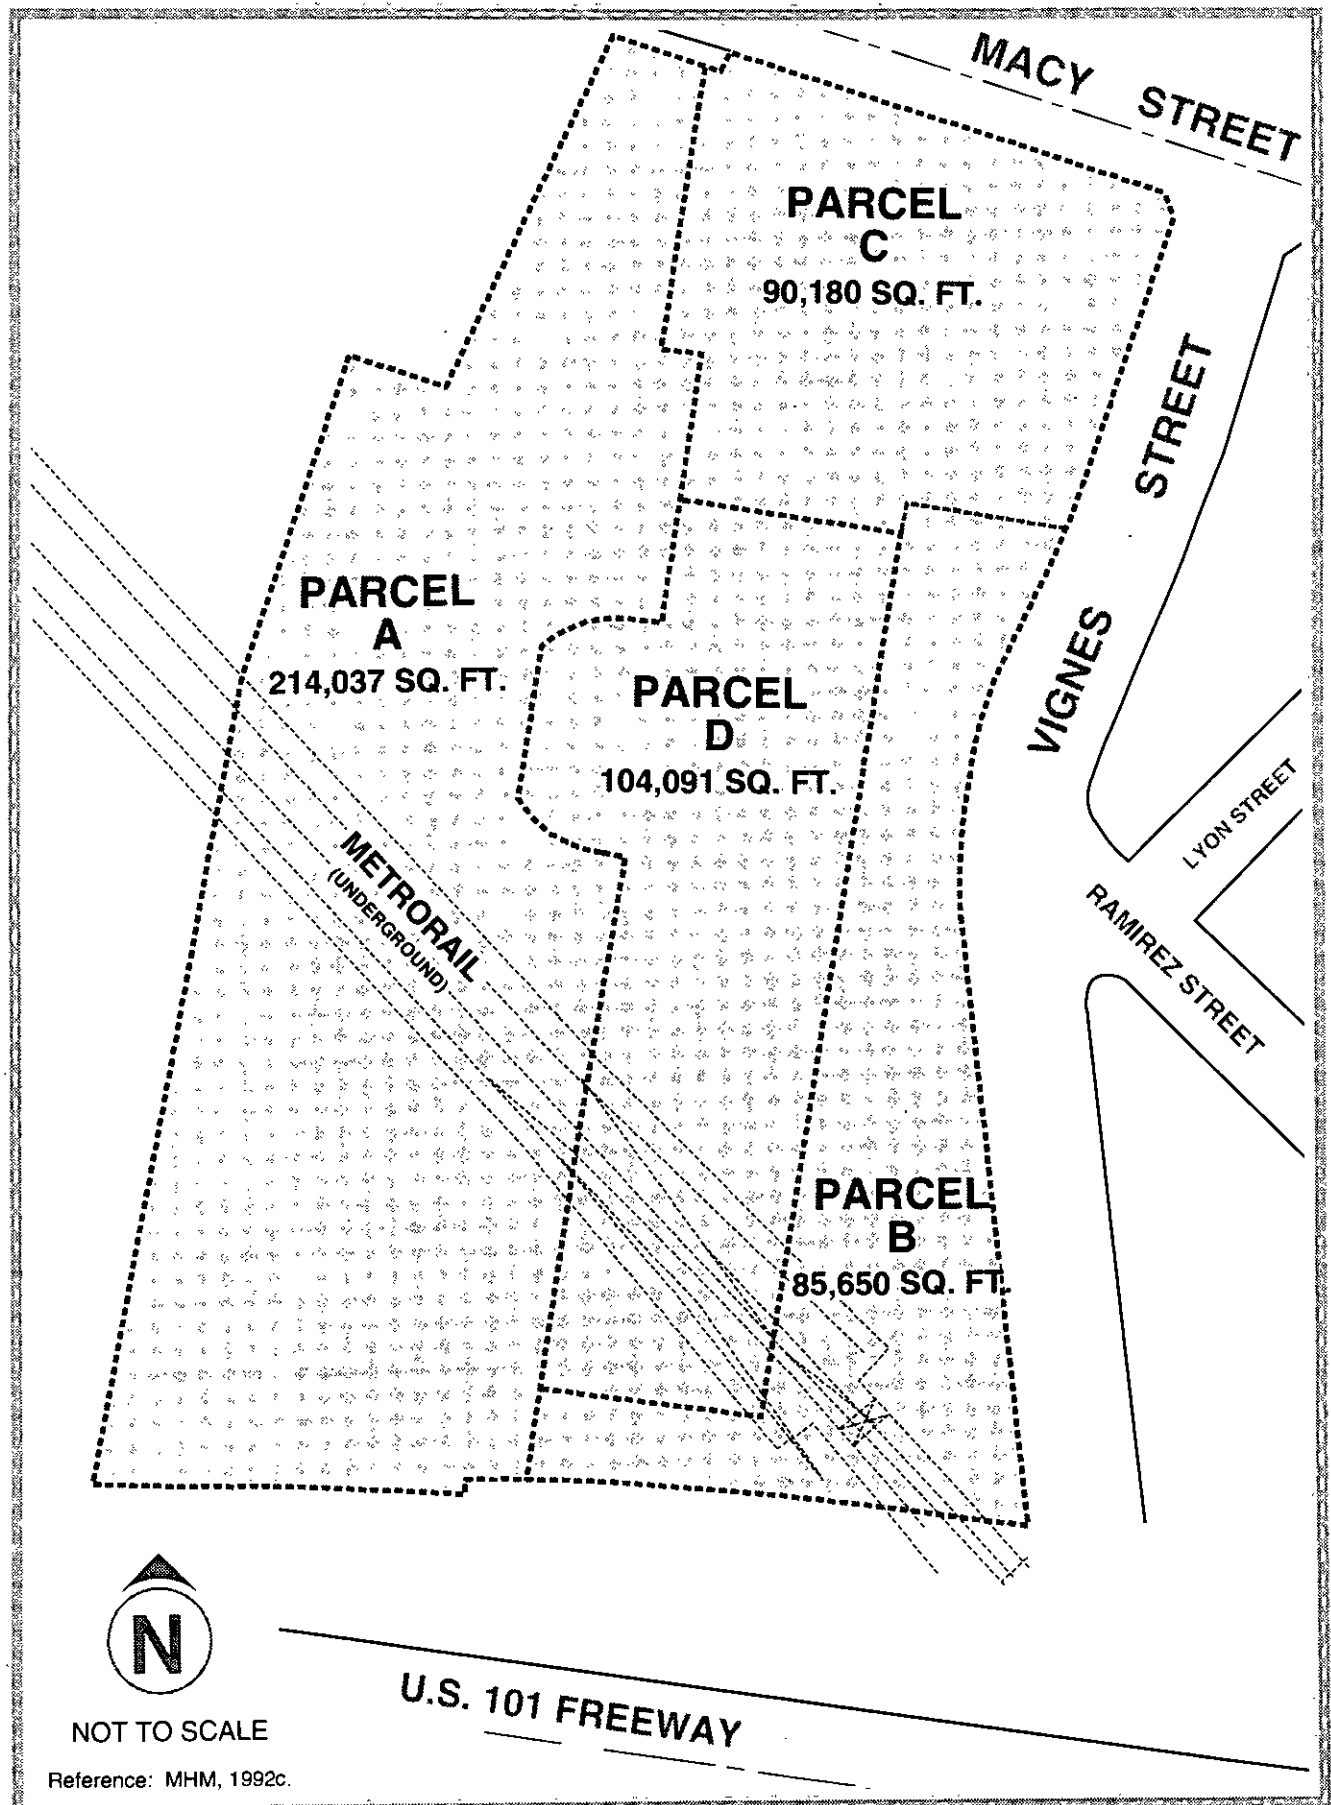 MACY STREET
PARCEL
C
90,180 SQ. FT.
STREET
VIGNES
PARCEL
A
214,037 SQ. FT.
PARCEL
D
104,091 SQ. FT.
LYON STREET
RAMIREZ STREET
METRORAIL
(UNDERGROUND)
PARCEL
B
85,650 SQ. FT.
N
NOT TO SCALE
U.S. 101 FREEWAY
Reference: MHM, 1992c.